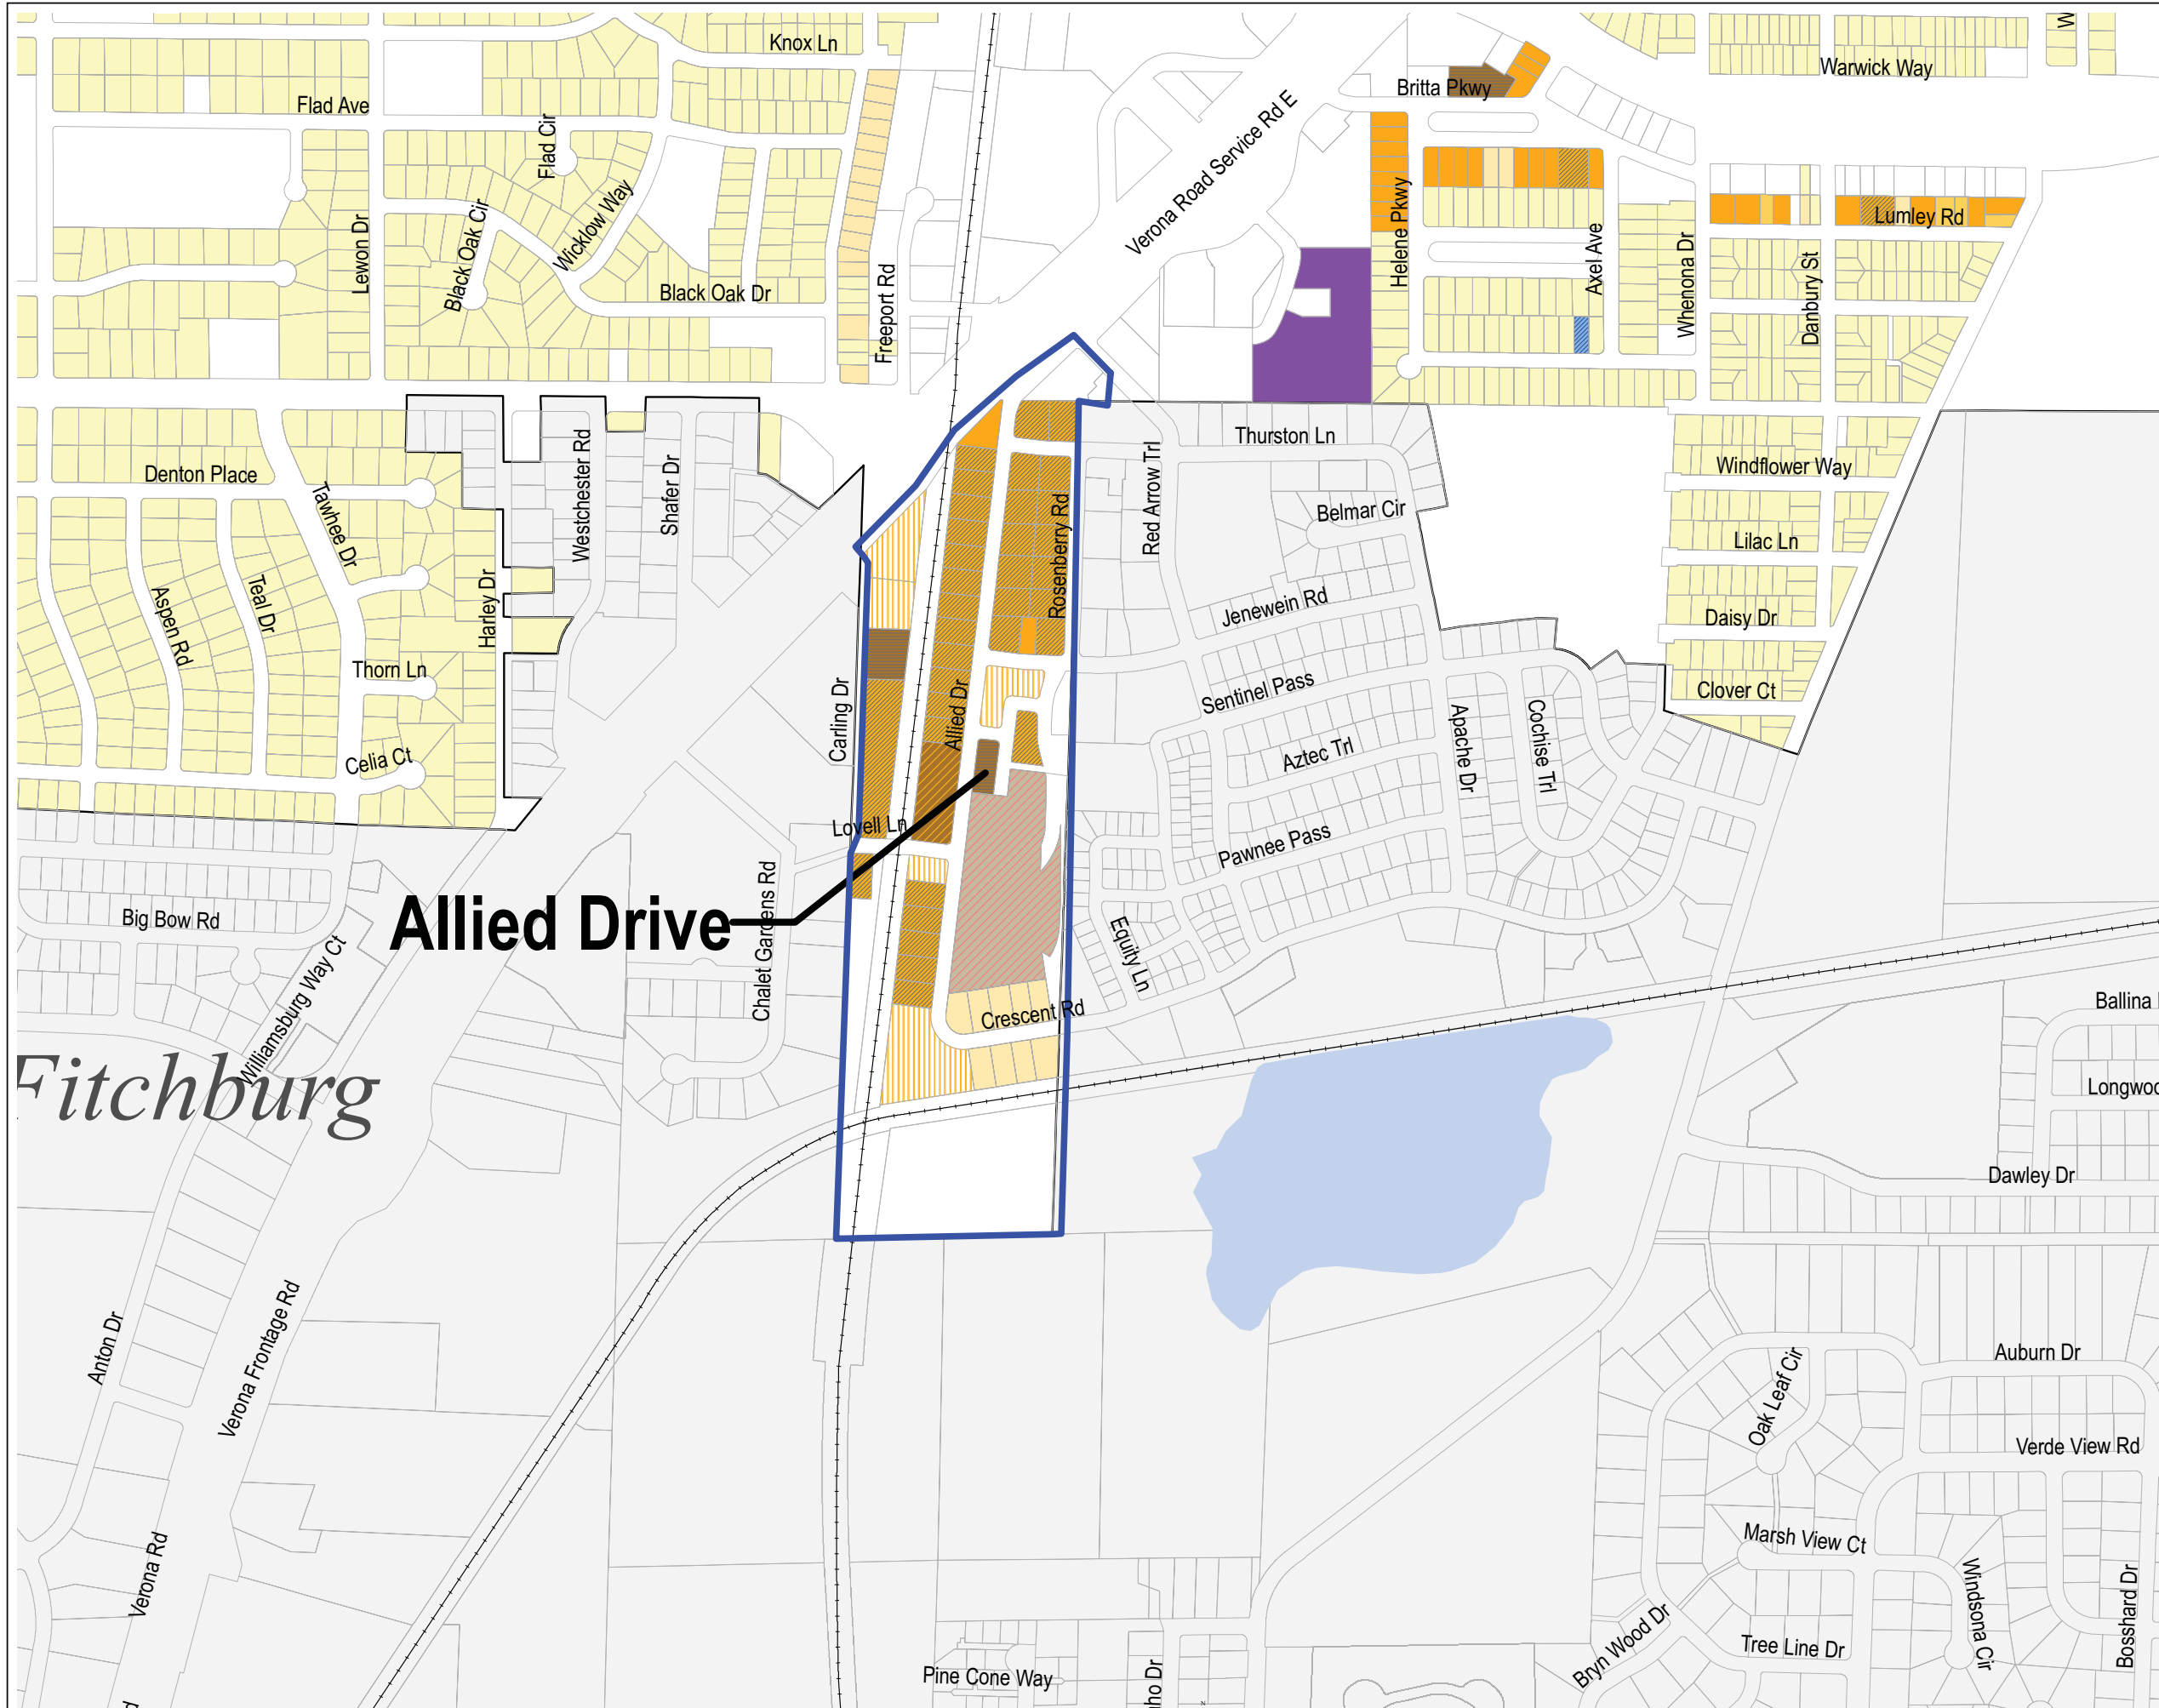 Knox Ln
Warwick Way
Flad Ave
Britta Pkwy
Flad Cir
Verona Road Service Rd E
Wicklow Way
Black Oak Cir
Lewon Dr
Helene Pkwy
Lumley Rd
Axel Ave
Whenona Dr
Danbury St
Black Oak Dr
Freeport Rd
Denton Place
Westchester Rd
Shafer Dr
Thurston Ln
Red Arrow Trl
Windflower Way
Tawhee Dr
Belmar Cir
Lilac Ln
Rosenberry Rd
Aspen Rd
Teal Dr
Harley Dr
Jenewein Rd
Daisy Dr
Thorn Ln
Sentinel Pass
Clover Ct
Carling Dr
Allied Dr
Aztec Trl
Apache Dr
Cochise Trl
Celia Ct
Lovell Ln
Pawnee Pass
Chalet Gardens Rd
Allied Drive
Big Bow Rd
Williamsburg Way Ct
Equity Ln
Crescent Rd
Ballina
Fitchburg
Longwoo
Dawley Dr
Anton Dr
Verona Frontage Rd
Auburn Dr
Oak Leaf Cir
Verde View Rd
Marsh View Ct
Verona Rd
Windsona Cir
Bosshard Dr
Bryn Wood Dr
Tree Line Dr
Pine Cone Way
ho Dr